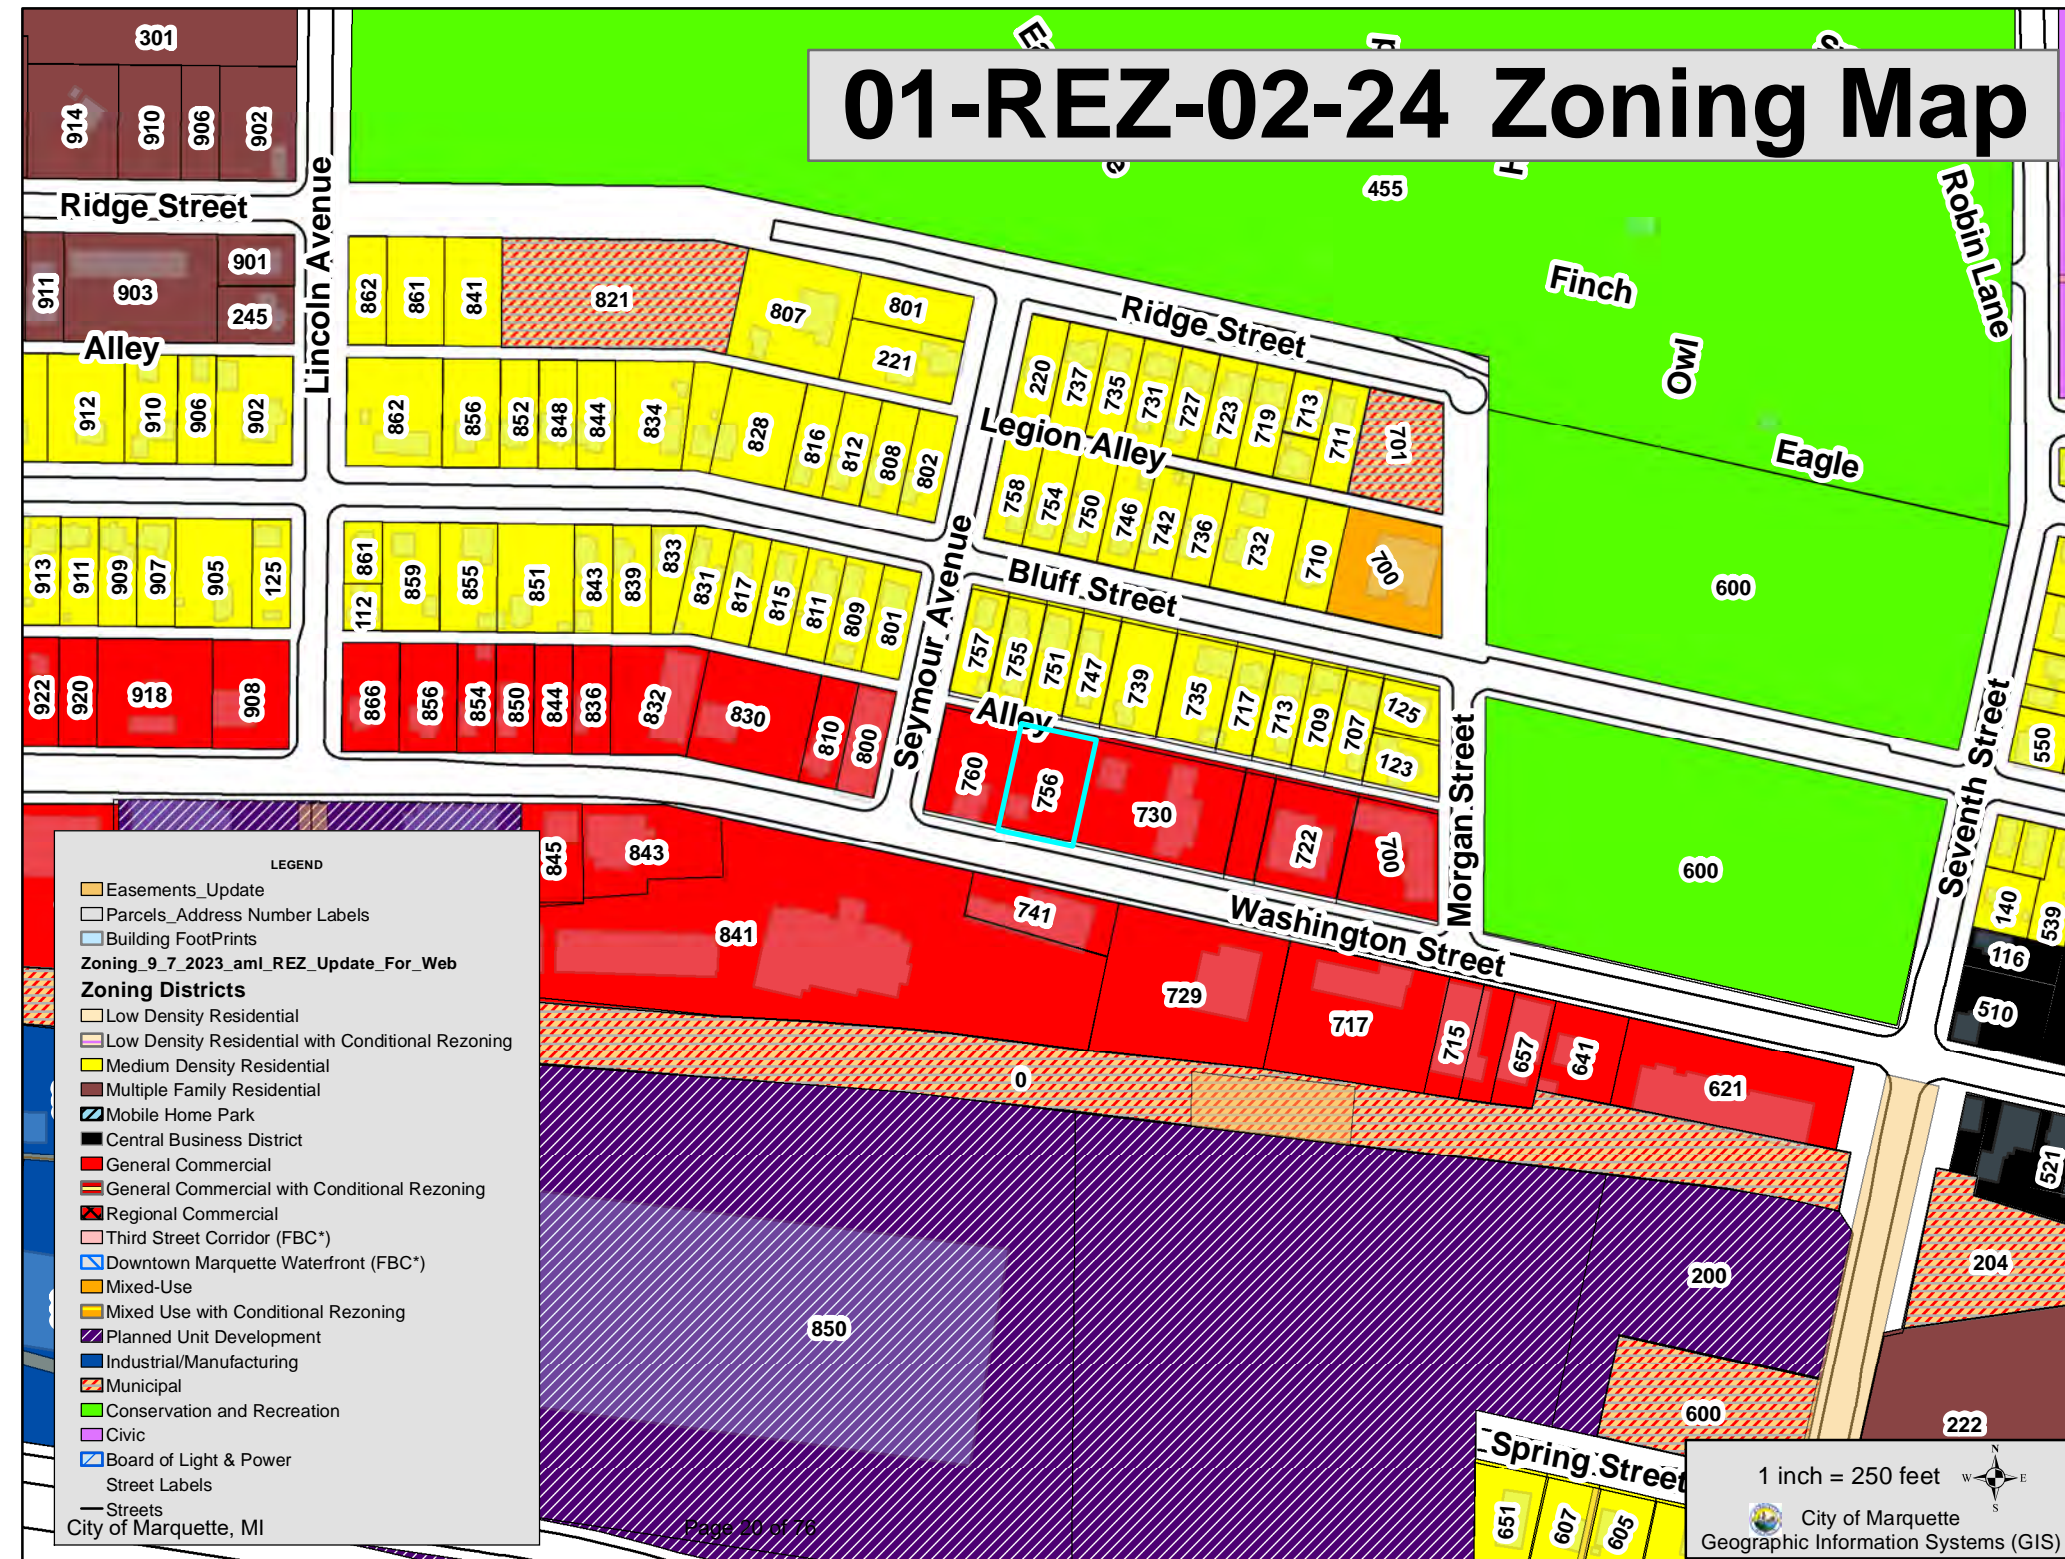 01-REZ-02-24 Zoning Map
301
914
910
906
902
Ridge Street
Lincoln Avenue
455
Robin Lane
911
903
901
245
Alley
862
861
841
821
807
801
221
Ridge Street
Finch
Owl
Eagle
912
910
906
902
862
856
852
848
844
834
828
816
812
808
802
220
737
735
731
727
723
719
713
711
701
Legion Alley
758
754
750
746
742
736
732
710
700
600
913
911
909
907
905
125
861
112
859
855
851
843
839
833
831
817
815
811
809
801
Seymour Avenue
Bluff Street
757
755
751
747
739
735
717
713
709
707
125
123
Alley
Morgan Street
Seventh Street
550
922
920
918
908
866
856
854
850
844
836
832
830
810
800
760
756
730
722
700
600
140
539
116
510
Washington Street
845
843
841
741
729
717
715
657
641
621
0
521
204
200
850
600
222
Spring Street
651
607
605
LEGEND
Easements_Update
Parcels_Address Number Labels
Building FootPrints
Zoning_9_7_2023_aml_REZ_Update_For_Web
Zoning Districts
Low Density Residential
Low Density Residential with Conditional Rezoning
Medium Density Residential
Multiple Family Residential
Mobile Home Park
Central Business District
General Commercial
General Commercial with Conditional Rezoning
Regional Commercial
Third Street Corridor (FBC*)
Downtown Marquette Waterfront (FBC*)
Mixed-Use
Mixed Use with Conditional Rezoning
Planned Unit Development
Industrial/Manufacturing
Municipal
Conservation and Recreation
Civic
Board of Light & Power
Street Labels
Streets
City of Marquette, MI
Page 20 of 76
1 inch = 250 feet
N
W
E
S
City of Marquette
Geographic Information Systems (GIS)